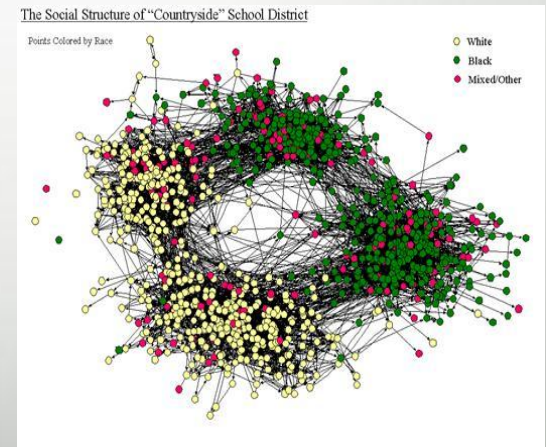 The Social Structure of “Countryside” School District
Points Colored by Race
White
Black
Mixed/Other